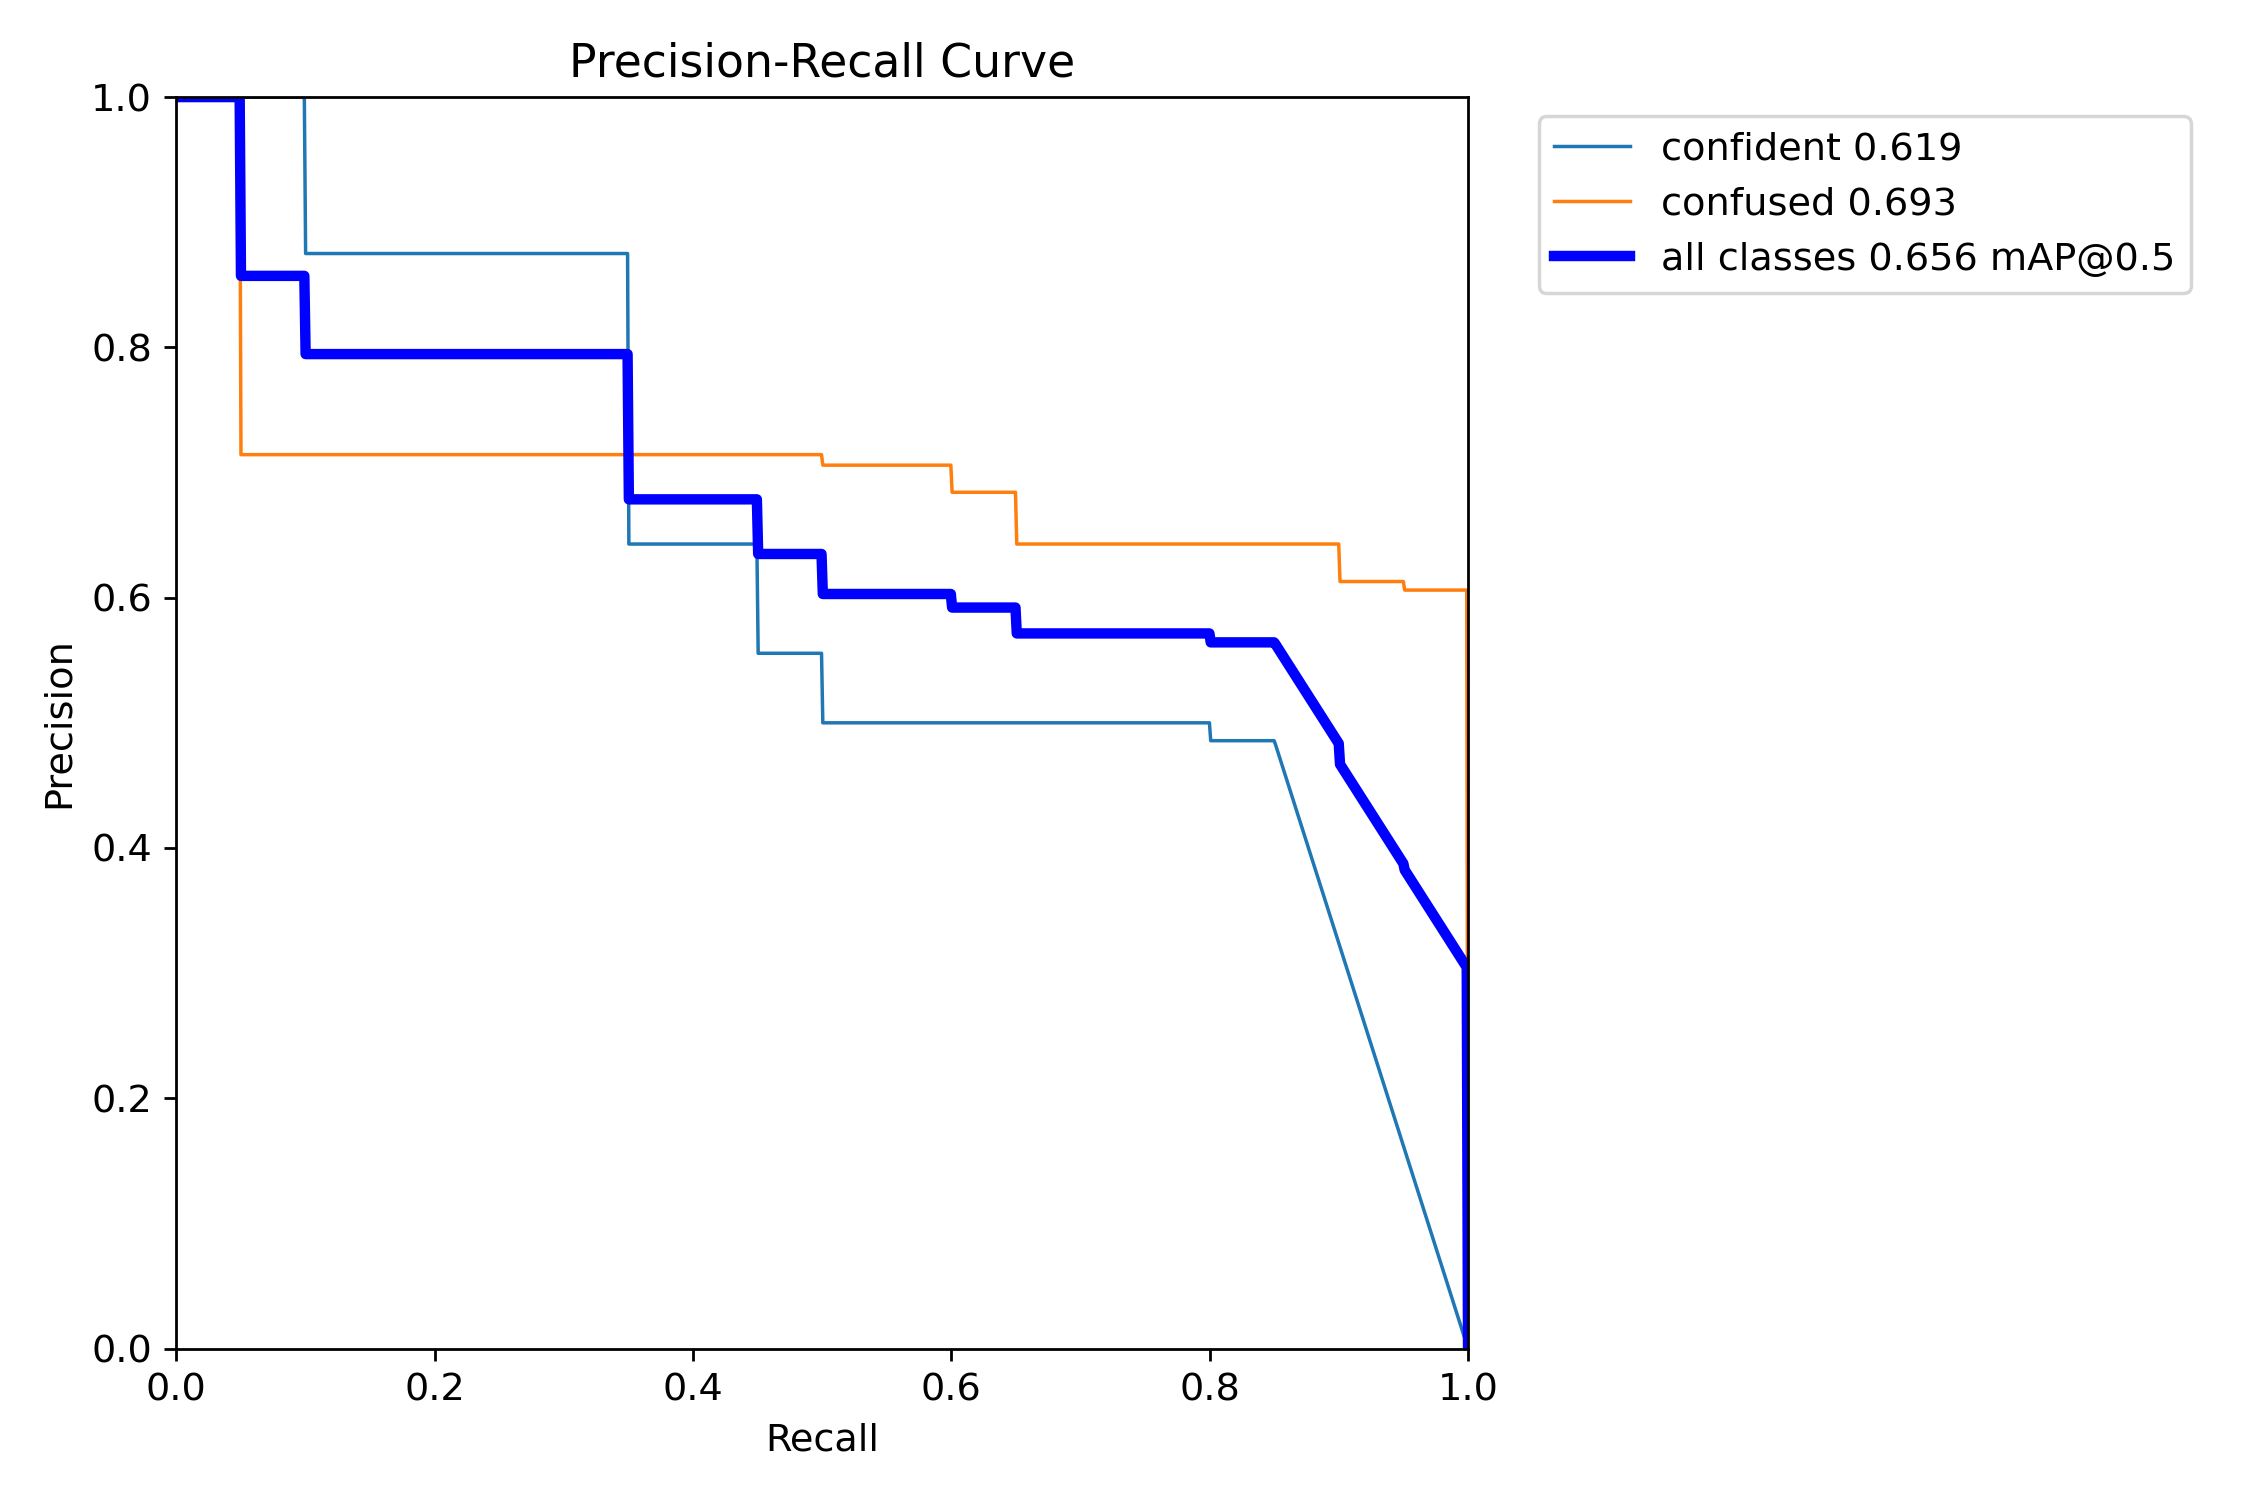 Precision-Recall Curve
confident 0.619
confused 0.693
all classes 0.656 mAP@0.5
Precision
1.0
0.8
0.6
0.4
0.2
0.0
0.0 0.2 0.4 0.6 0.8 1.0
Recall